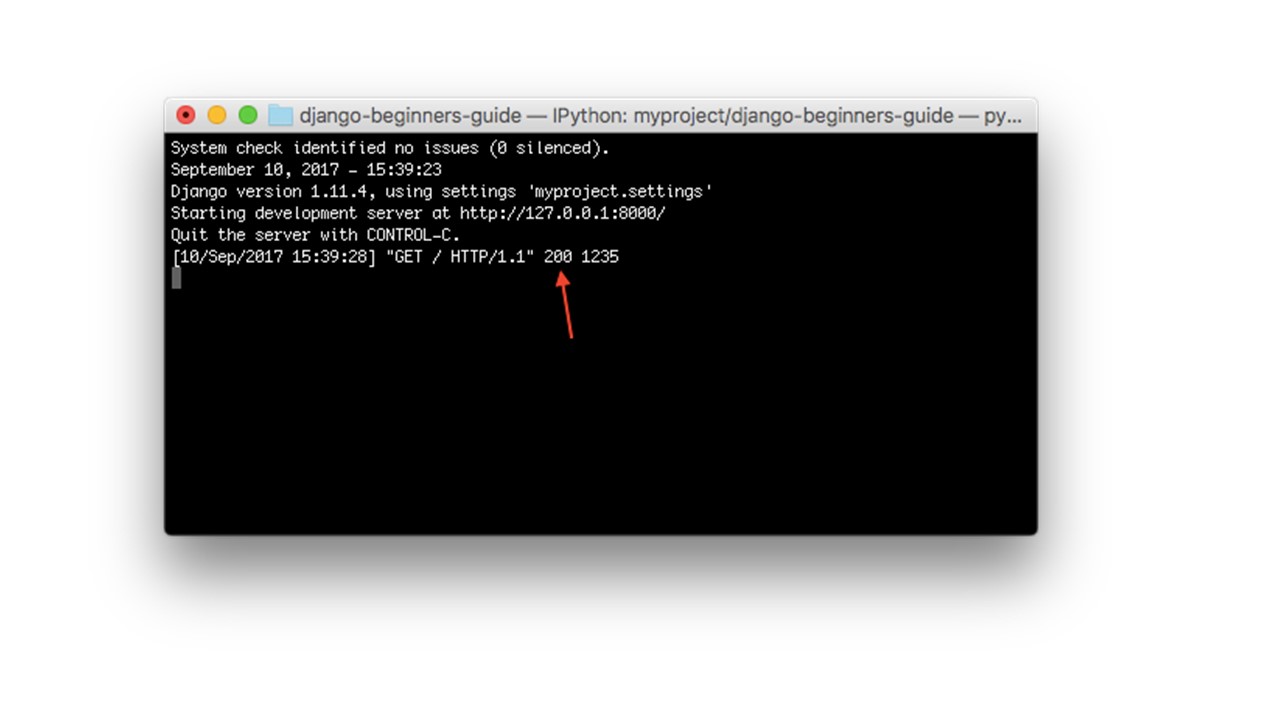 django-beginners-guide — IPython: myproject/django-beginners-guide — py...
System check identified no issues (0 silenced).
September 10, 2017 - 15:39:23
Django version 1.11.4, using settings 'myproject.settings'
Starting development server at http://127.0.0.1:8000/
Quit the server with CONTROL-C.
[10/Sep/2017 15:39:28] "GET / HTTP/1.1" 200 1235